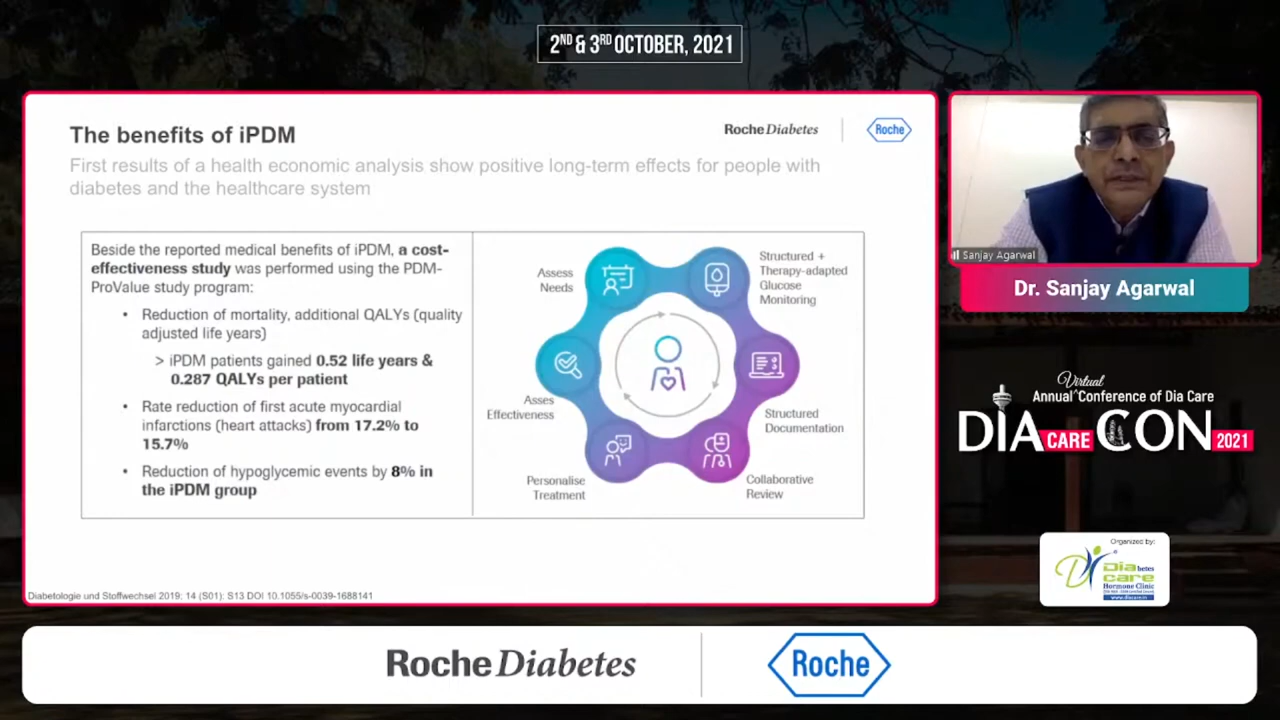 2ND & 3RD OCTOBER, 2021
The benefits of iPDM
Roche Diabetes
Roche
First results of a health economic analysis show positive long-term effects for people with
diabetes and the healthcare system
Beside the reported medical benefits of iPDM, a cost-
effectiveness study was performed using the PDM-
ProValue study program:
• Reduction of mortality, additional QALYs (quality
adjusted life years)
> iPDM patients gained 0.52 life years &
0.287 QALYs per patient
• Rate reduction of first acute myocardial
infarctions (heart attacks) from 17.2% to
15.7%
• Reduction of hypoglycemic events by 8% in
the iPDM group
Assess
Needs
Structured +
Therapy-adapted
Glucose
Monitoring
Asses
Effectiveness
Structured
Documentation
Personalise
Treatment
Collaborative
Review
Diabetologie und Stoffwechsel 2019; 14 (S01): S13 DOI 10.1055/s-0039-1688141
Sanjay Agarwal
Dr. Sanjay Agarwal
Virtual
Annual Conference of Dia Care
DIA CARE CON 2021
Organized by:
Diabetes
care
Hormone Clinic
www.diacare.in
Roche Diabetes
Roche